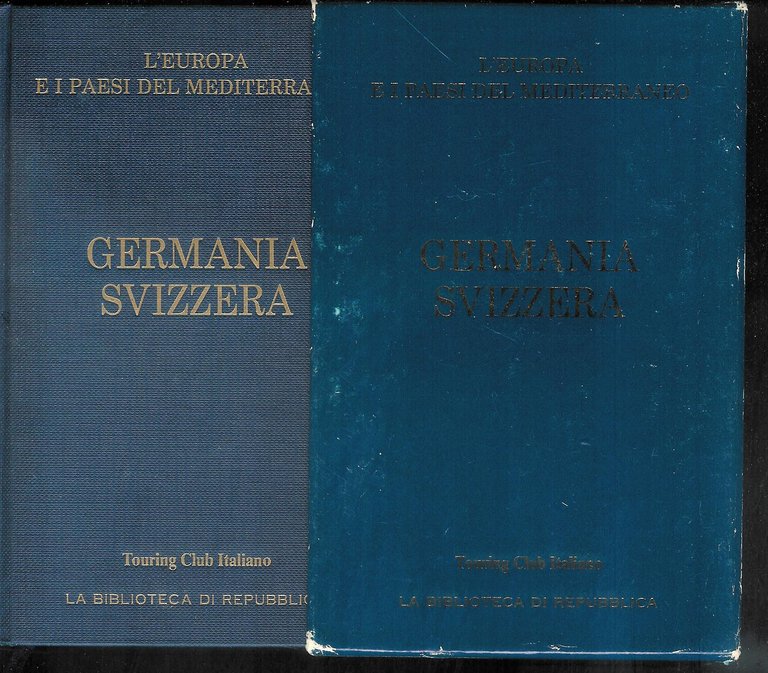 L'EUROPA
E I PAESI DEL MEDITERRA
GERMANIA
SVIZZERA
Touring Club Italiano
LA BIBLIOTECA DI REPUBBLIC
L'EUROPA
E I PAESI DEL MEDITERRANEO
GERMANIA
SVIZZERA
Touring Club Italiano
LA BIBLIOTECA DI REPUBBLICA